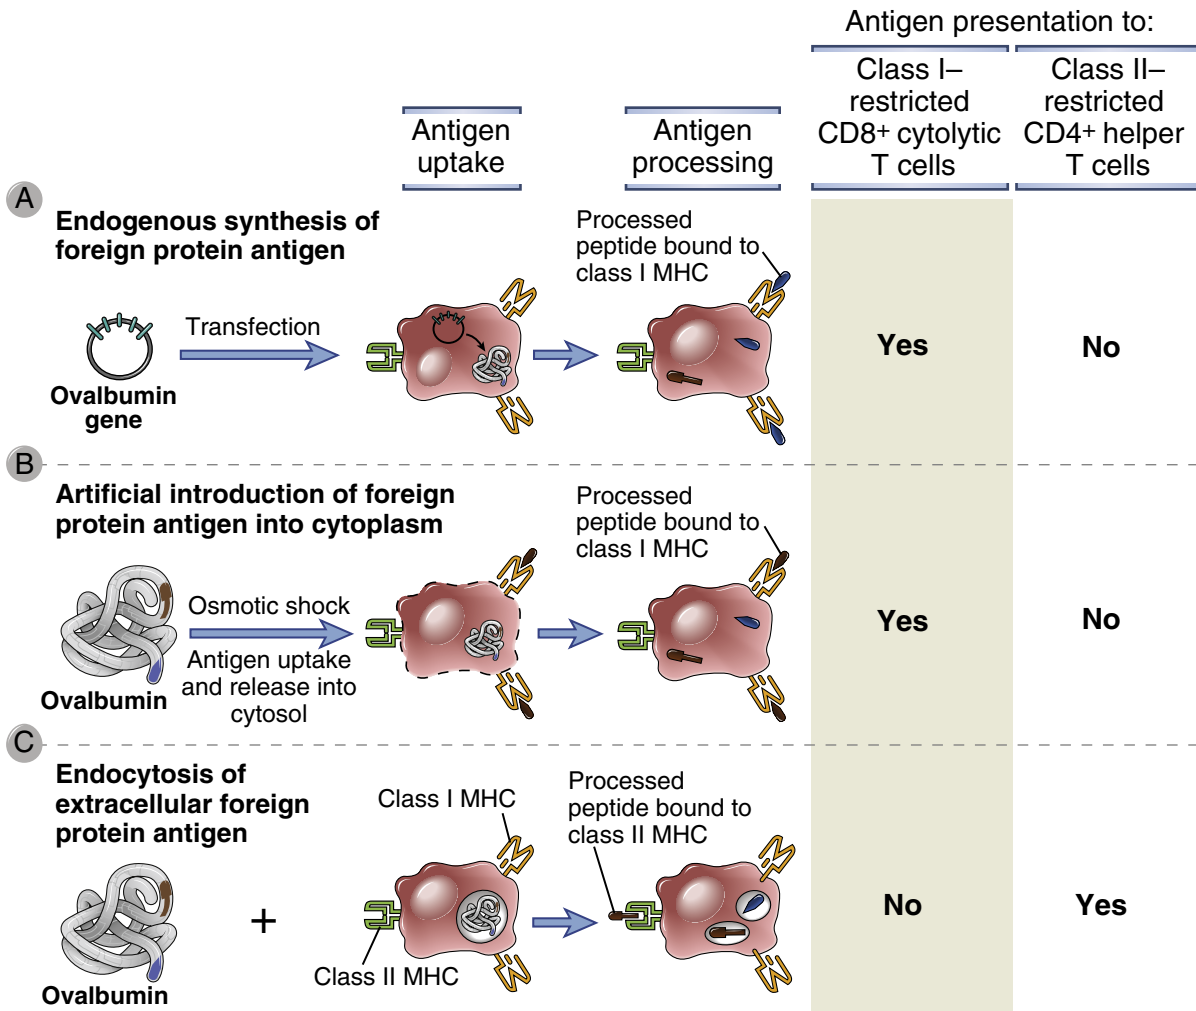 Antigen presentation to:
Antigen
uptake
Antigen
processing
Class I–
restricted
CD8+ cytolytic
T cells
Class II–
restricted
CD4+ helper
T cells
A
Endogenous synthesis of
foreign protein antigen
Processed
peptide bound to
class I MHC
Ovalbumin
gene
Transfection
Yes
No
B
Artificial introduction of foreign
protein antigen into cytoplasm
Processed
peptide bound to
class I MHC
Ovalbumin
Osmotic shock
Antigen uptake
and release into
cytosol
Yes
No
C
Endocytosis of
extracellular foreign
protein antigen
Class I MHC
Processed
peptide bound to
class II MHC
Ovalbumin
+
Class II MHC
No
Yes